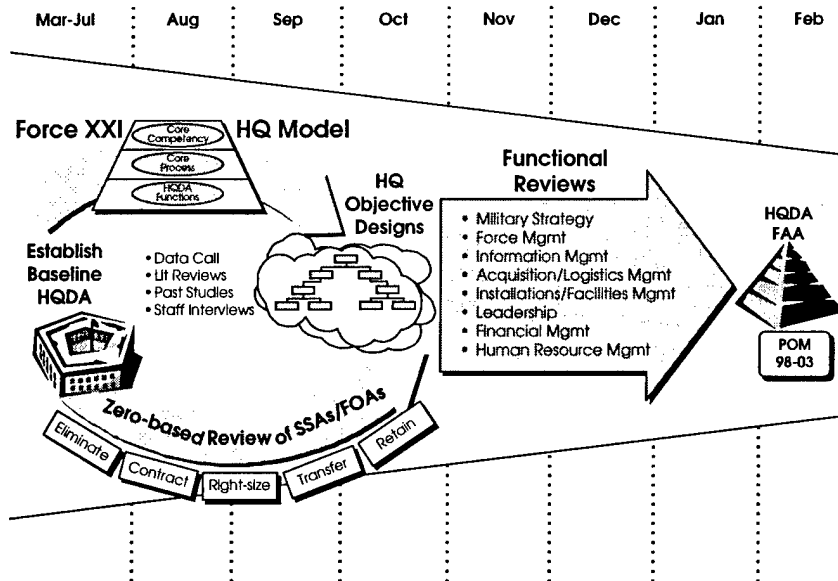 Mar-Jul Aug Sep Oct Nov Dec Jan Feb
Force XXI HQ Model
Core
Competency
Core
Process
HQDA
Functions
Establish
Baseline
HQDA
• Data Call
• Lit Reviews
• Past Studies
• Staff Interviews
HQ
Objective
Designs
Zero-based Review of SSAs/FOAs
Eliminate
Contract
Right-size
Transfer
Retain
Functional
Reviews
• Military Strategy
• Force Mgmt
• Information Mgmt
• Acquisition/Logistics Mgmt
• Installations/Facilities Mgmt
• Leadership
• Financial Mgmt
• Human Resource Mgmt
HQDA
FAA
POM
98-03